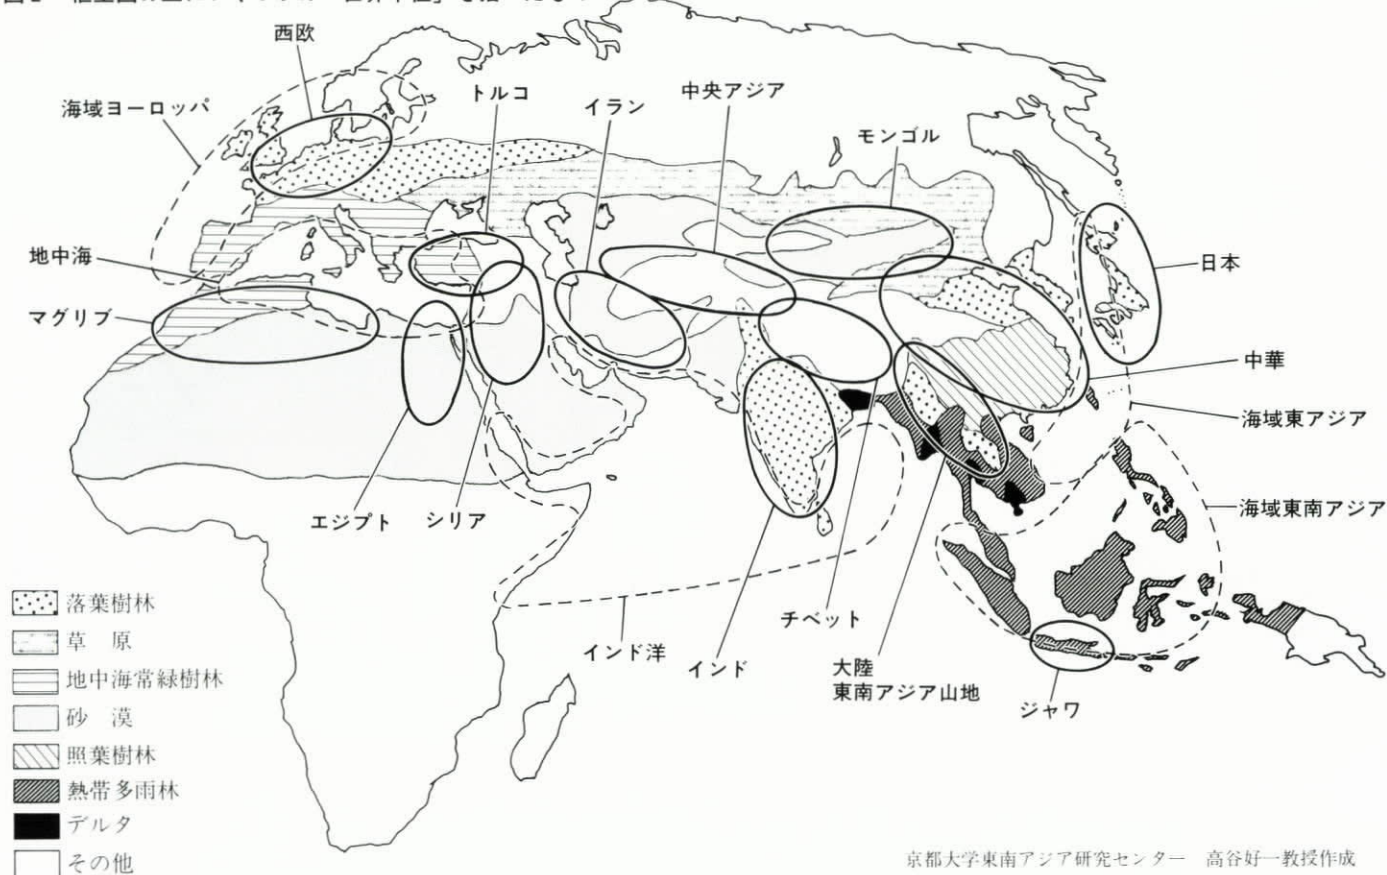 西欧
海域ヨーロッパ
トルコ
イラン
中央アジア
モンゴル
地中海
マグリブ
日本
中華
海域東アジア
海域東南アジア
エジプト
シリア
インド洋
インド
チベット
大陸
東南アジア山地
ジャワ
落葉樹林
草 原
地中海常緑樹林
砂 漠
照葉樹林
熱帯多雨林
デルタ
その他
京都大学東南アジア研究センター 高谷好一教授作成